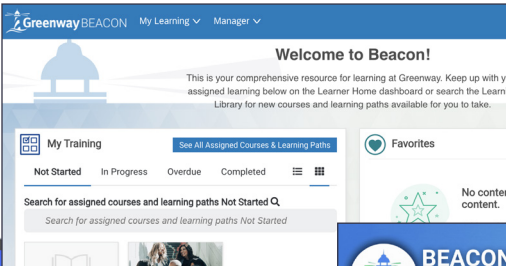 Greenway BEACON My Learning Manager
Welcome to Beacon!
This is your comprehensive resource for learning at Greenway. Keep up with y
assigned learning below on the Learner Home dashboard or search the Learn
Library for new courses and learning paths available for you to take.
My Training
See All Assigned Courses & Learning Paths
Favorites
Not Started In Progress Overdue Completed
Search for assigned courses and learning paths Not Started
Search for assigned courses and learning paths Not Started
No conten
content.
BEACON